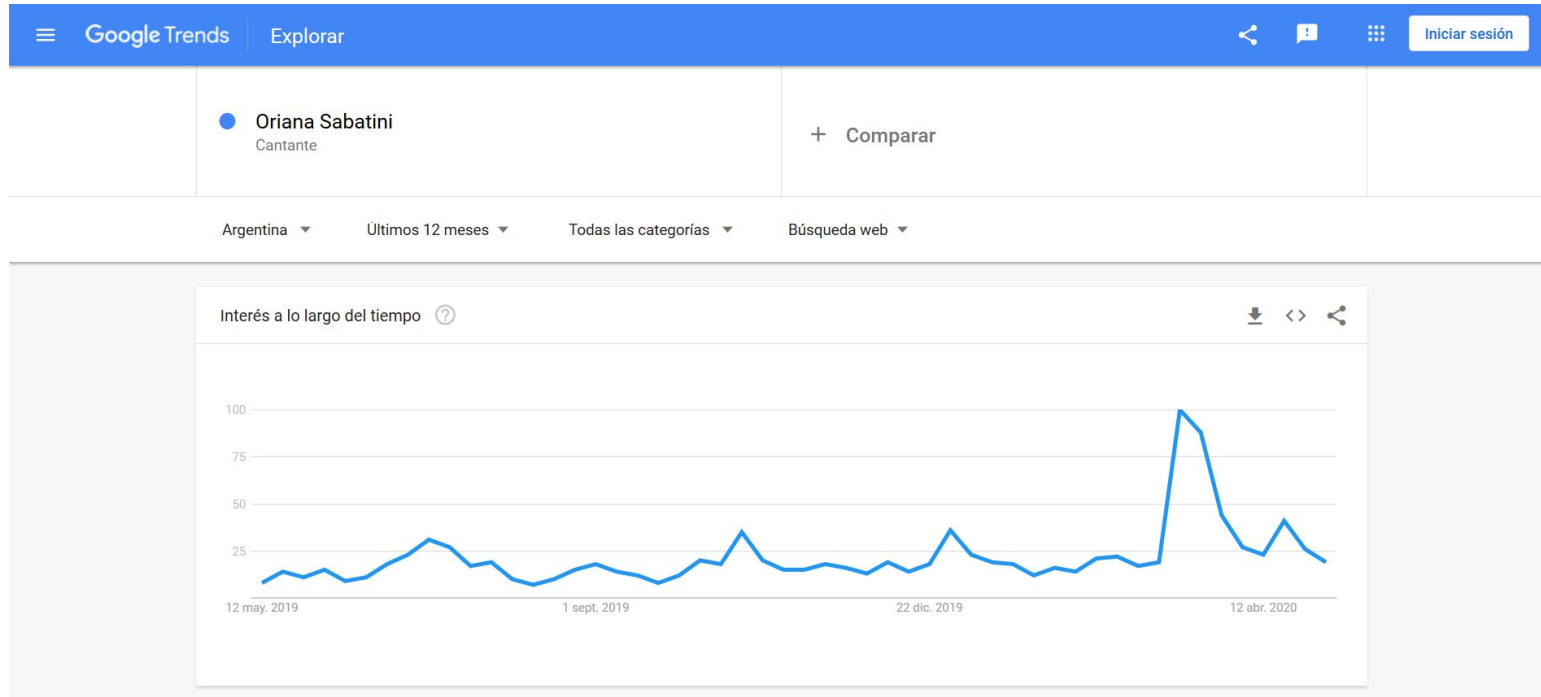 Google Trends Explorar Iniciar sesión
Oriana Sabatini
Cantante
+ Comparar
Argentina Últimos 12 meses Todas las categorías Búsqueda web
Interés a lo largo del tiempo ?
100
75
50
25
12 may. 2019 1 sept. 2019 22 dic. 2019 12 abr. 2020